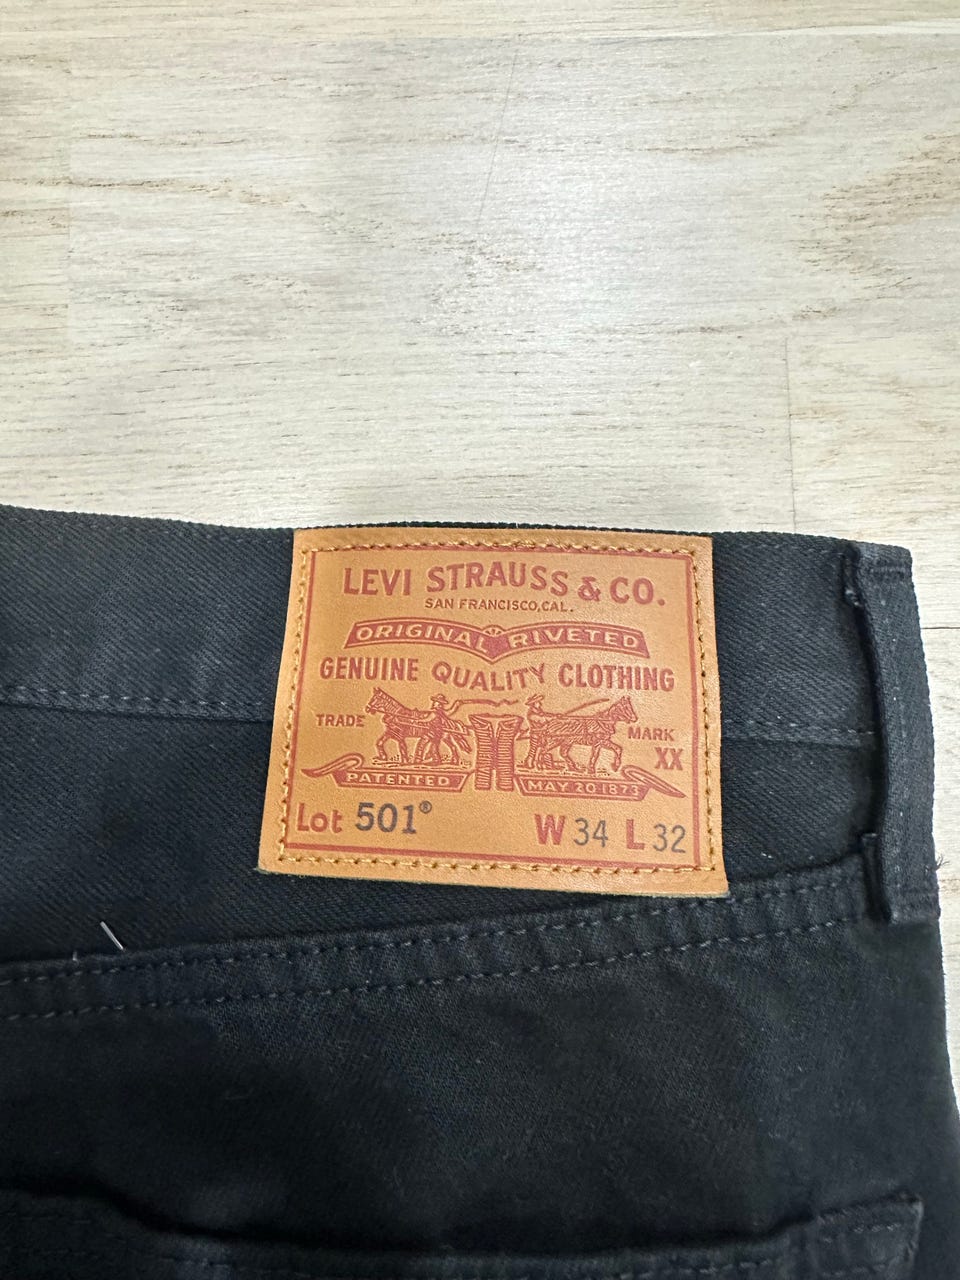 LEVI STRAUSS & CO.
SAN FRANCISCO, CAL.
ORIGINAL RIVETED
GENUINE QUALITY CLOTHING
TRADE MARK
XX
PATENTED MAY 20 1873
Lot 501® W 34 L 32